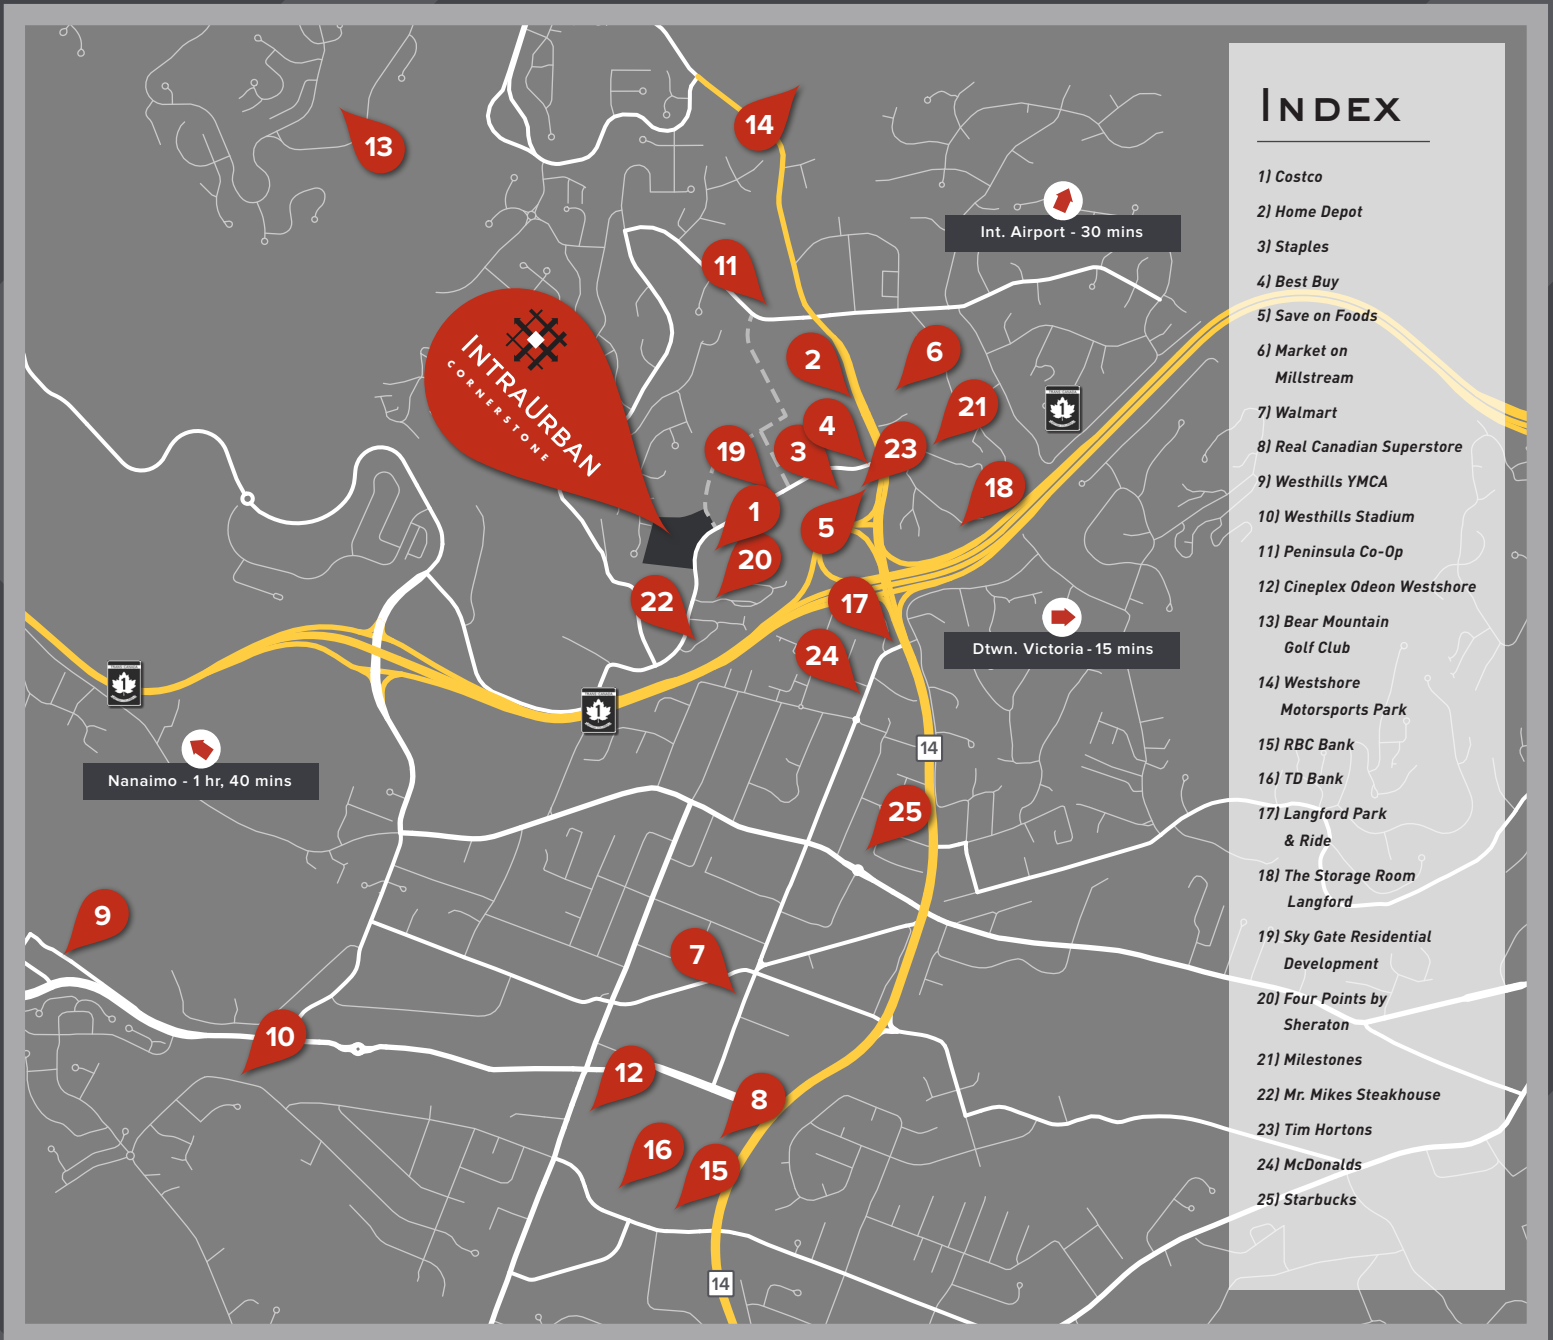 INDEX
1) Costco
2) Home Depot
3) Staples
4) Best Buy
5) Save on Foods
6) Market on
Millstream
7) Walmart
8) Real Canadian Superstore
9) Westhills YMCA
10) Westhills Stadium
11) Peninsula Co-Op
12) Cineplex Odeon Westshore
13) Bear Mountain
Golf Club
14) Westshore
Motorsports Park
15) RBC Bank
16) TD Bank
17) Langford Park
& Ride
18) The Storage Room
Langford
19) Sky Gate Residential
Development
20) Four Points by
Sheraton
21) Milestones
22) Mr. Mikes Steakhouse
23) Tim Hortons
24) McDonalds
25) Starbucks
14
13
Int. Airport - 30 mins
11
INTRAURBAN
CORNERSTONE
2
6
21
1
4
19
3
23
18
1
5
20
22
17
24
Dtwn. Victoria - 15 mins
1
1
14
Nanaimo - 1 hr, 40 mins
25
9
7
10
12
8
16
15
14